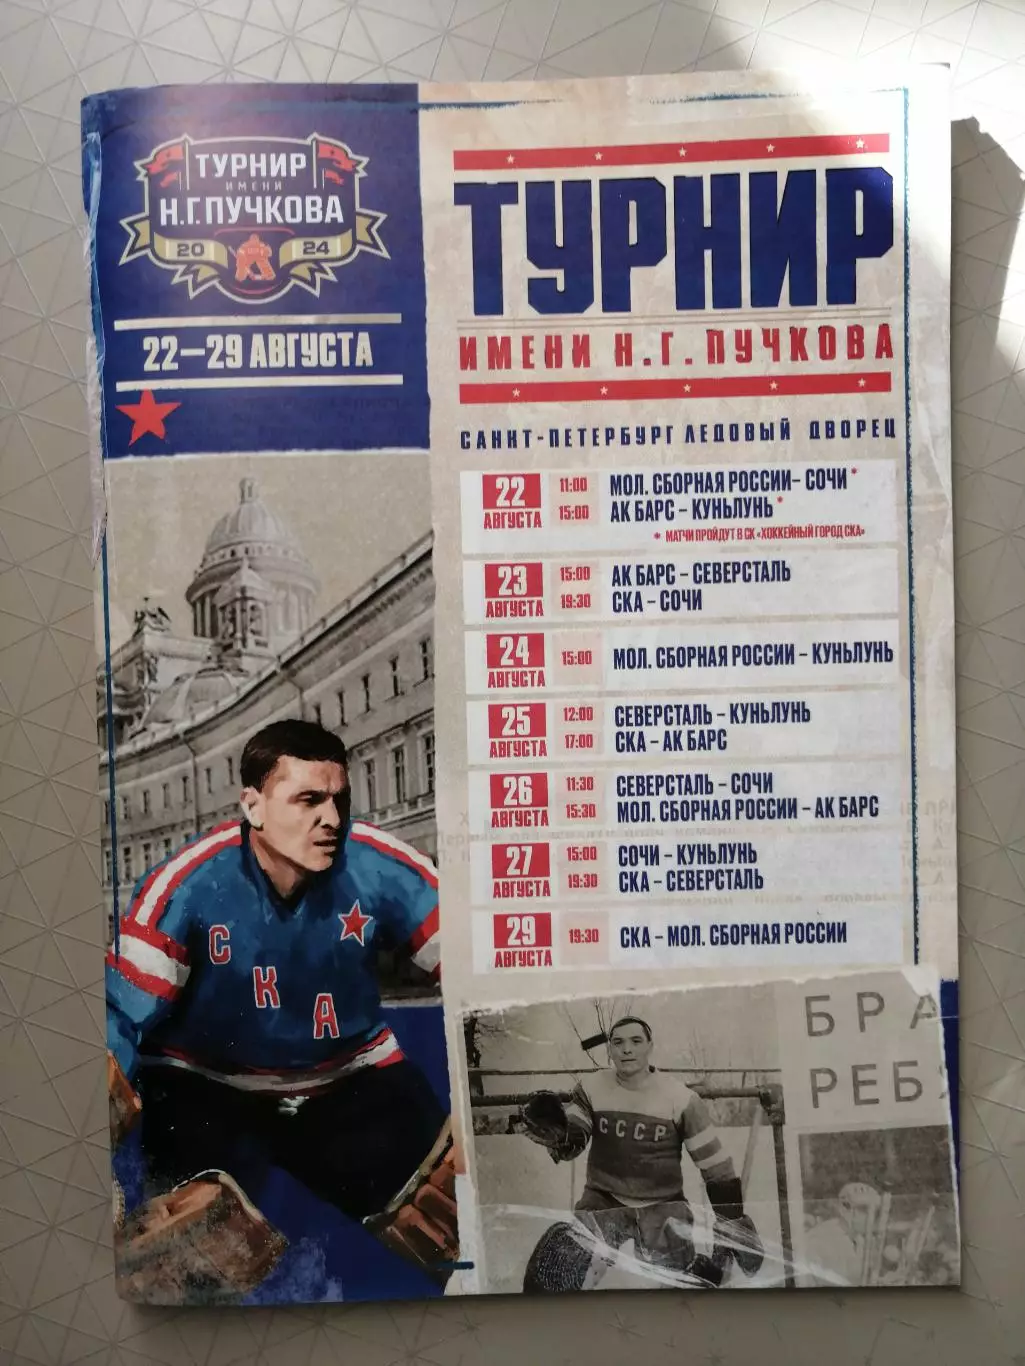 ТУРНИР
ИМЕНИ
Н.Г. ПУЧКОВА
20 24
22–29 АВГУСТА
ТУРНИР
ИМЕНИ Н.Г. ПУЧКОВА
САНКТ-ПЕТЕРБУРГ ЛЕДОВЫЙ ДВОРЕЦ
22 АВГУСТА
11:00 МОЛ. СБОРНАЯ РОССИИ – СОЧИ*
15:00 АК БАРС – КУНЬЛУНЬ*
* МАТЧИ ПРОЙДУТ В СК «ХОККЕЙНЫЙ ГОРОД СКА»
23 АВГУСТА
15:00 АК БАРС – СЕВЕРСТАЛЬ
19:30 СКА – СОЧИ
24 АВГУСТА
15:00 МОЛ. СБОРНАЯ РОССИИ – КУНЬЛУНЬ
25 АВГУСТА
12:00 СЕВЕРСТАЛЬ – КУНЬЛУНЬ
17:00 СКА – АК БАРС
26 АВГУСТА
11:30 СЕВЕРСТАЛЬ – СОЧИ
15:30 МОЛ. СБОРНАЯ РОССИИ – АК БАРС
27 АВГУСТА
15:00 СОЧИ – КУНЬЛУНЬ
19:30 СКА – СЕВЕРСТАЛЬ
29 АВГУСТА
19:30 СКА – МОЛ. СБОРНАЯ РОССИИ
СКА
СССР
БРА
РЕБ